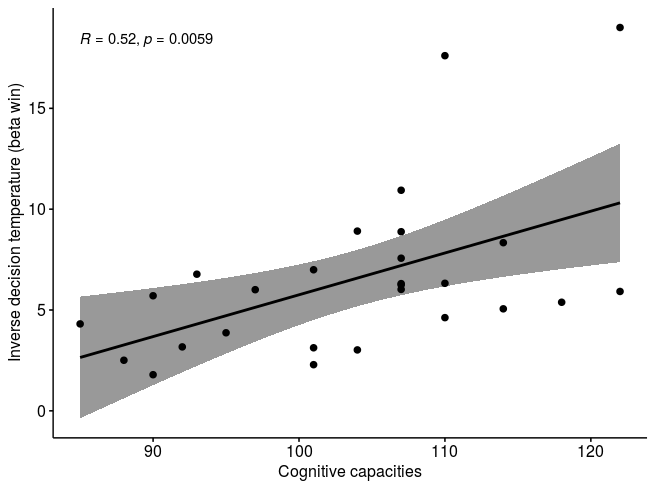 R = 0.52, p = 0.0059
Inverse decision temperature (beta win)
15
10
5
0
90 100 110 120
Cognitive capacities